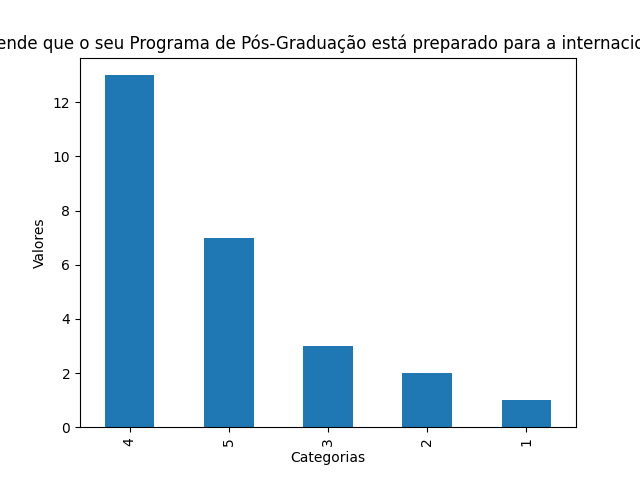 ende que o seu Programa de Pós-Graduação está preparado para a internacio
12
10
8
6
4
2
0
Valores
4 5 3 2 1
Categorias